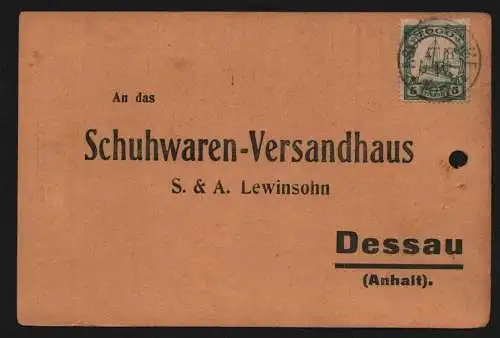 An das
Schuhwaren-Versandhaus
S. & A. Lewinsohn
Dessau
(Anhalt).